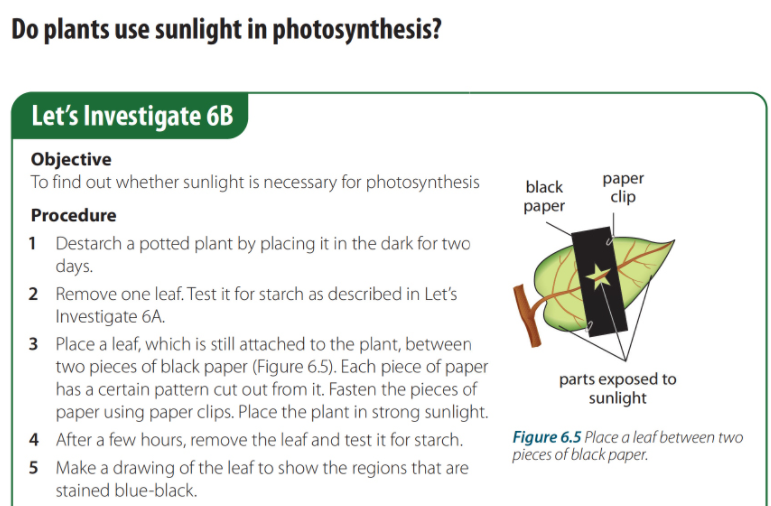 Do plants use sunlight in photosynthesis?
Let's Investigate 6B
Objective
To find out whether sunlight is necessary for photosynthesis
Procedure
1 Destarch a potted plant by placing it in the dark for two
days.
2 Remove one leaf. Test it for starch as described in Let's
Investigate 6A.
3 Place a leaf, which is still attached to the plant, between
two pieces of black paper (Figure 6.5). Each piece of paper
has a certain pattern cut out from it. Fasten the pieces of
paper using paper clips. Place the plant in strong sunlight.
4 After a few hours, remove the leaf and test it for starch.
5 Make a drawing of the leaf to show the regions that are
stained blue-black.
black
paper
paper
clip
parts exposed to
sunlight
Figure 6.5 Place a leaf between two
pieces of black paper.